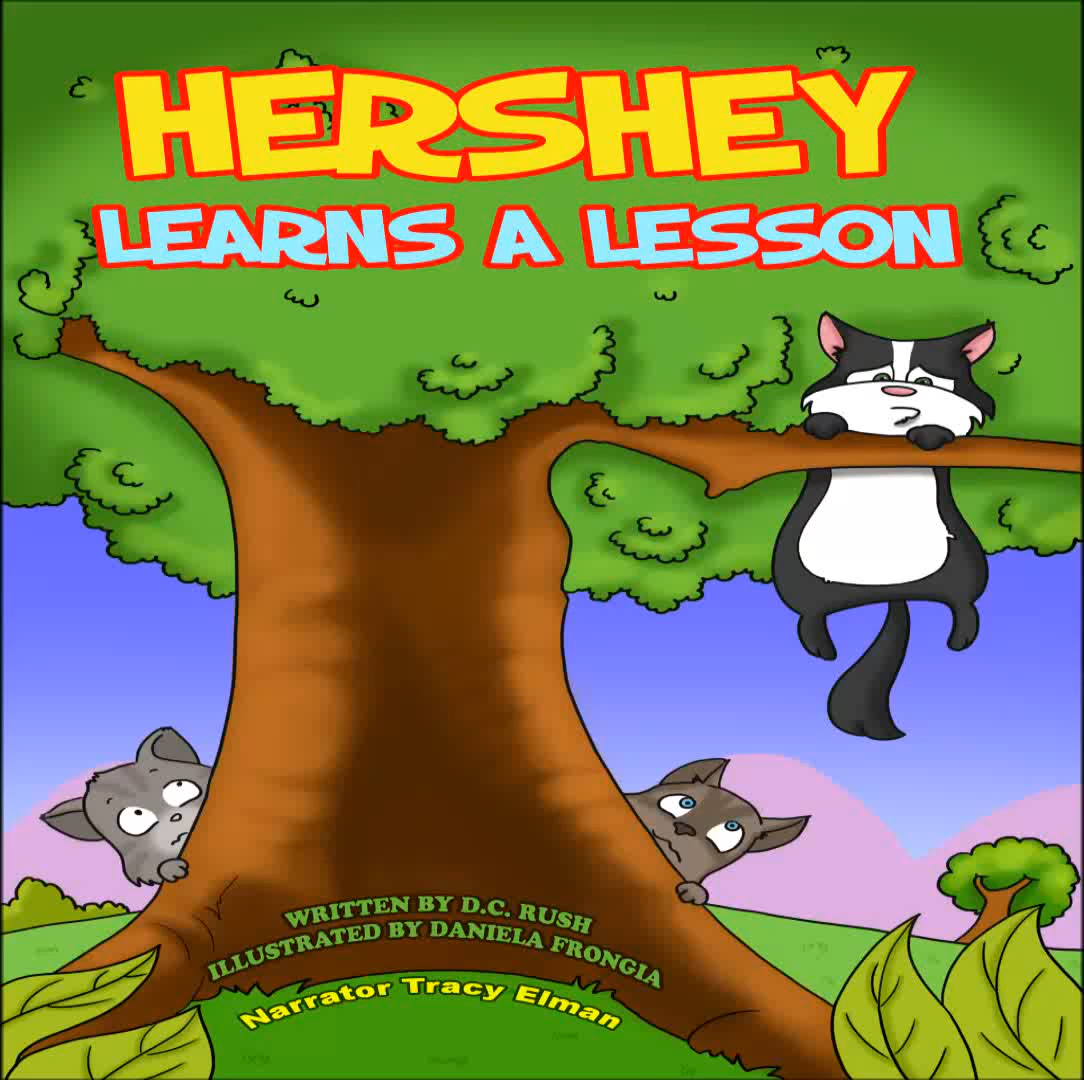 HERSHEY
LEARNS A LESSON
WRITTEN BY D.C. RUSH
ILLUSTRATED BY DANIELA FRONGIA
Narrator Tracy Elman